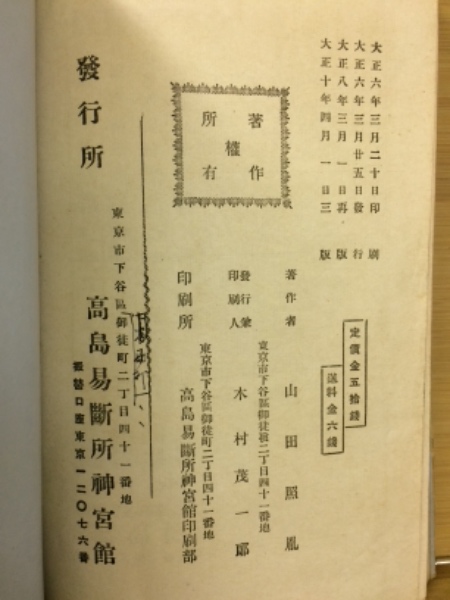 大正六年三月二十日印刷
大正六年三月廿五日發行
大正八年三月一日再版
大正十年四月一日三版
著作
權
所有
定價金五拾錢
送料金六錢
著作者 山田照胤
東京市下谷區御徒町二丁目四十一番地
發行兼印刷人 木村茂一郎
東京市下谷區御徒町二丁目四十一番地
印刷所 高島易斷所神宮館印刷部
東京市下谷區御徒町二丁目四十一番地
發行所 高島易斷所神宮館
振替口座東京一二〇七六番